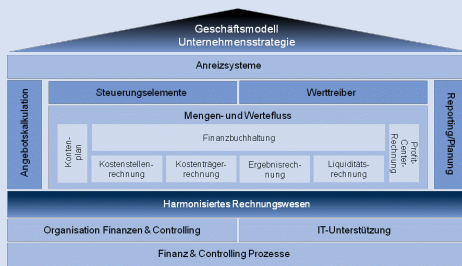 Geschäftsmodell
Unternehmensstrategie
Anreizsysteme
Angebotskalkulation
Steuerungselemente
Werttreiber
Reporting/Planung
Mengen- und Wertefluss
Konten-
plan
Finanzbuchhaltung
Profit-
Center-
Rechnung
Kostenstellen-
rechnung
Kostenträger-
rechnung
Ergebnisrech-
nung
Liquiditäts-
rechnung
Harmonisiertes Rechnungswesen
Organisation Finanzen & Controlling
IT-Unterstützung
Finanz & Controlling Prozesse